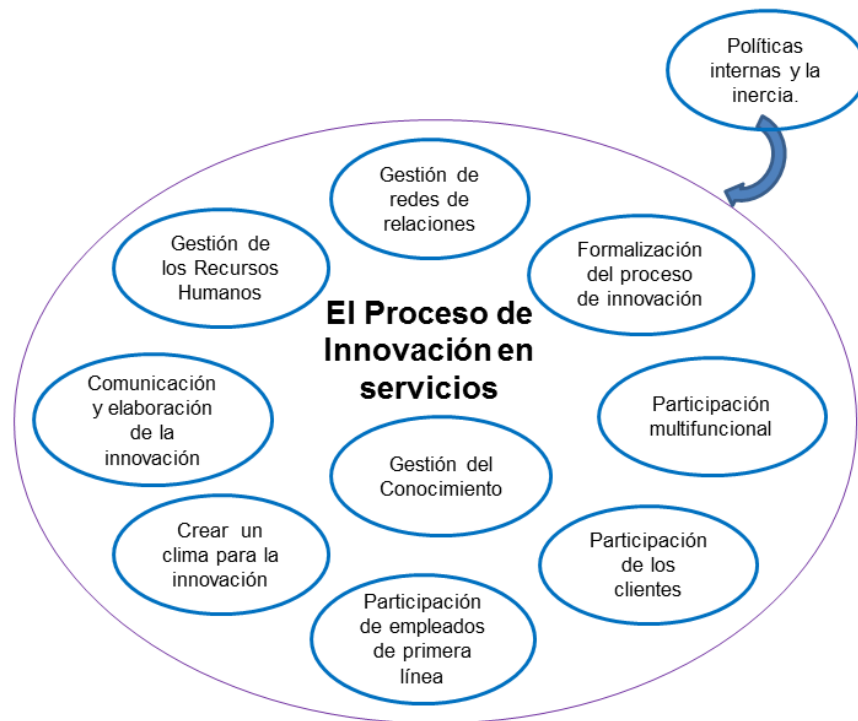 Políticas
internas y la
inercia.
Gestión de
redes de
relaciones
Gestión de
los Recursos
Humanos
Formalización
del proceso
de innovación
El Proceso de
Innovación en
servicios
Comunicación
y elaboración
de la
innovación
Participación
multifuncional
Gestión del
Conocimiento
Crear un
clima para la
innovación
Participación
de los
clientes
Participación
de empleados
de primera
línea